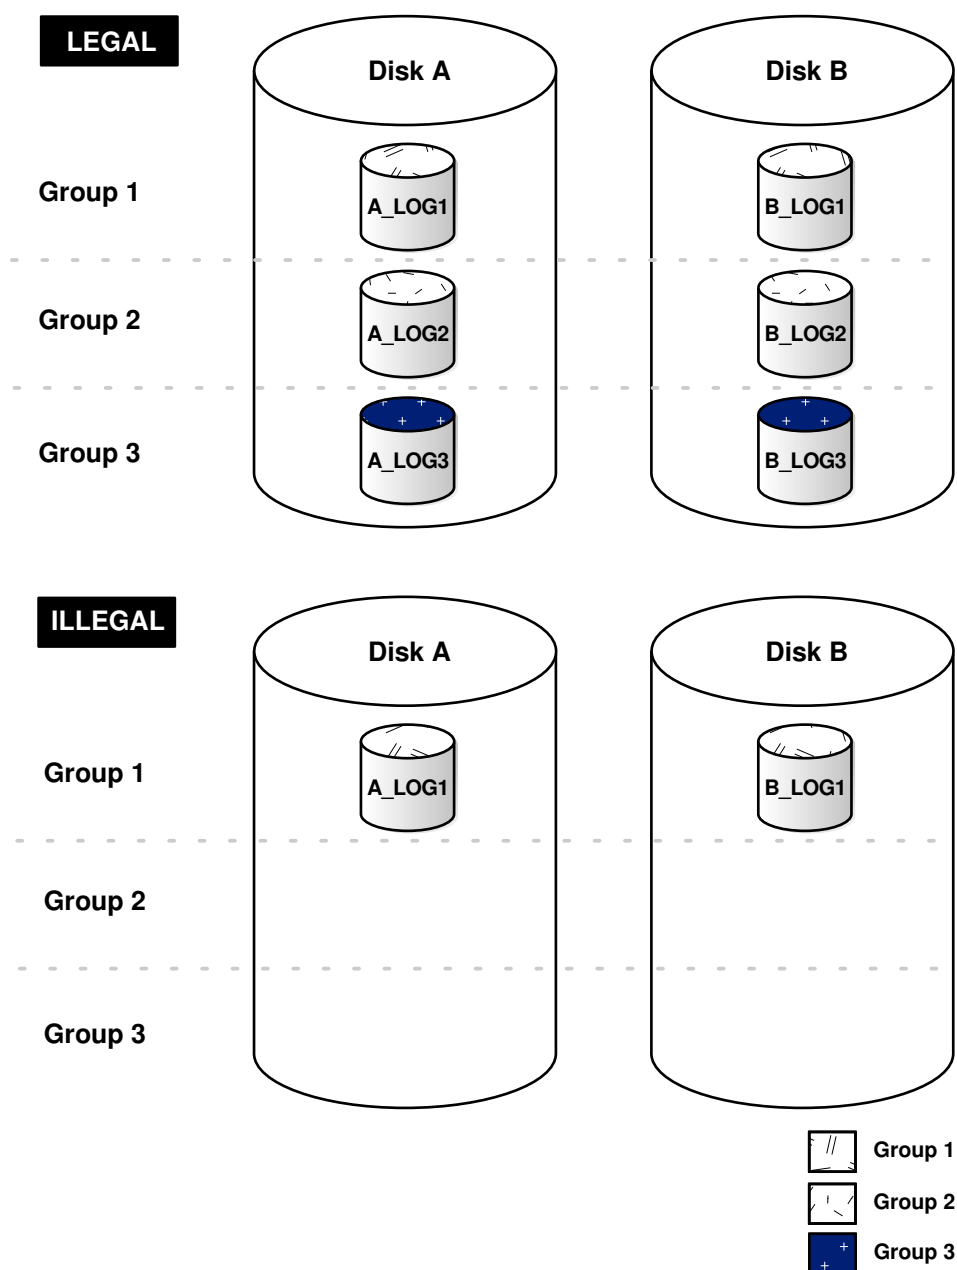 LEGAL
Disk A
Disk B
Group 1
A_LOG1
B_LOG1
Group 2
A_LOG2
B_LOG2
Group 3
A_LOG3
B_LOG3
ILLEGAL
Disk A
Disk B
Group 1
A_LOG1
B_LOG1
Group 2
Group 3
Group 1
Group 2
Group 3